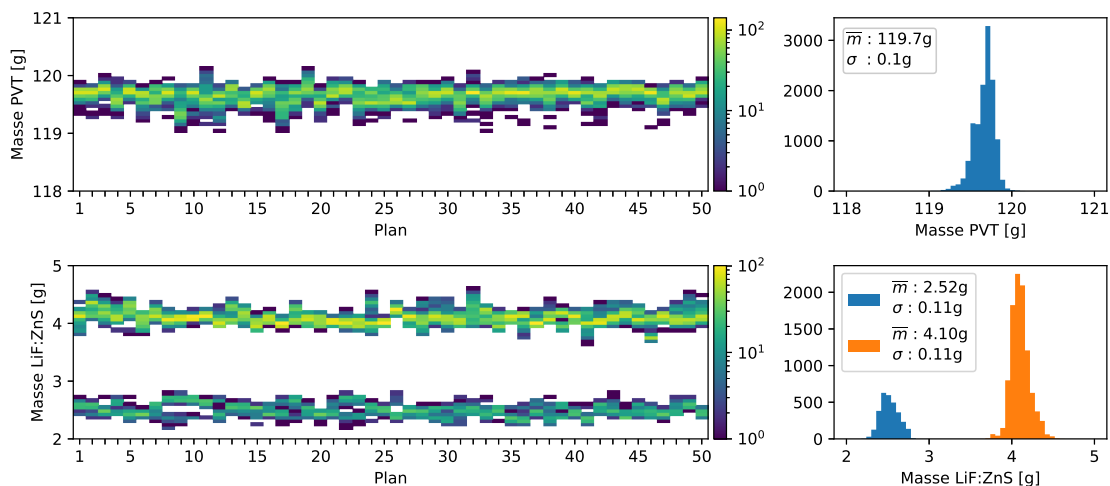 121
120
119
118
Masse PVT [g]
1 5 10 15 20 25 30 35 40 45 50
Plan
10²
10¹
10⁰
m̅ : 119.7g
σ : 0.1g
3000
2000
1000
0
118 119 120 121
Masse PVT [g]
5
4
3
2
Masse LiF:ZnS [g]
1 5 10 15 20 25 30 35 40 45 50
Plan
10²
10¹
10⁰
m̅ : 2.52g
σ : 0.11g
m̅ : 4.10g
σ : 0.11g
2000
1500
1000
500
0
2 3 4 5
Masse LiF:ZnS [g]